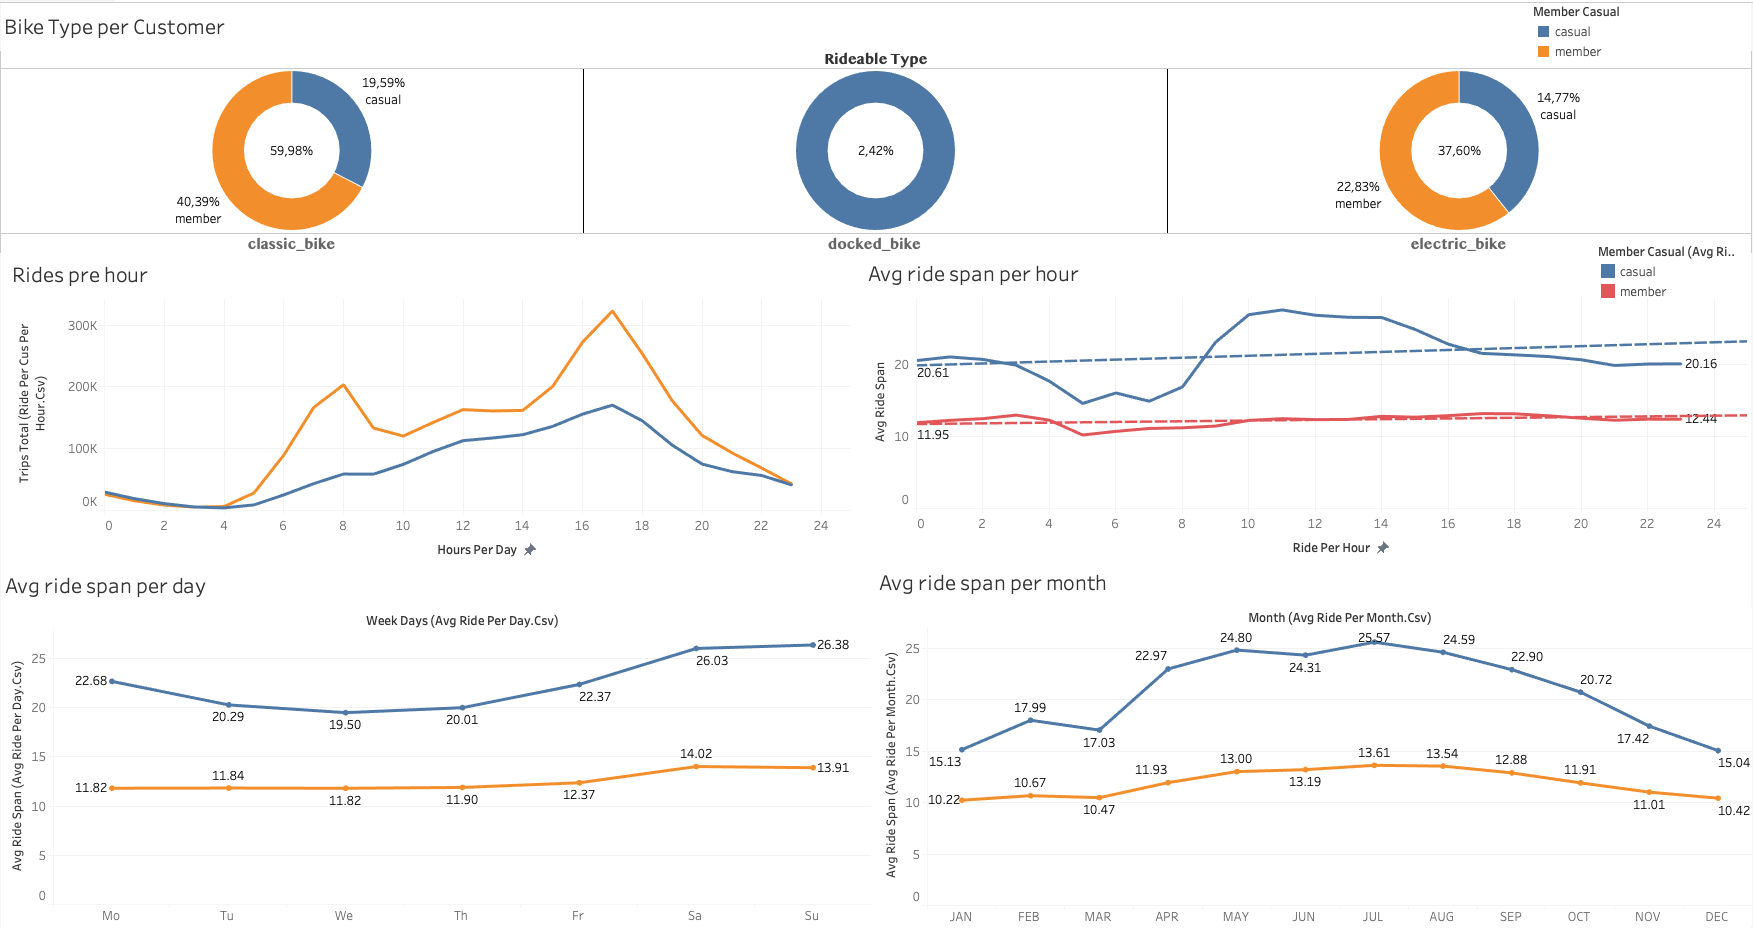 Bike Type per Customer
Member Casual
casual
member
Rideable Type
19,59%
casual
59,98%
40,39%
member
classic_bike
2,42%
docked_bike
14,77%
casual
37,60%
22,83%
member
electric_bike
Rides pre hour
Trips Total (Ride Per Cus Per
Hour.Csv)
300K
200K
100K
0K
0 2 4 6 8 10 12 14 16 18 20 22 24
Hours Per Day
Avg ride span per hour
Member Casual (Avg Ri..
casual
member
Avg Ride Span
20
10
0
20.61
11.95
20.16
12.44
0 2 4 6 8 10 12 14 16 18 20 22 24
Ride Per Hour
Avg ride span per day
Week Days (Avg Ride Per Day.Csv)
Avg Ride Span (Avg Ride Per Day.Csv)
25
20
15
10
5
0
22.68 20.29 19.50 20.01 22.37 26.03 26.38
11.82 11.84 11.82 11.90 12.37 14.02 13.91
Mo Tu We Th Fr Sa Su
Avg ride span per month
Month (Avg Ride Per Month.Csv)
Avg Ride Span (Avg Ride Per Month.Csv)
25
20
15
10
5
0
15.13 17.99 17.03 22.97 24.80 24.31 25.57 24.59 22.90 20.72 17.42 15.04
10.22 10.67 10.47 11.93 13.00 13.19 13.61 13.54 12.88 11.91 11.01 10.42
JAN FEB MAR APR MAY JUN JUL AUG SEP OCT NOV DEC